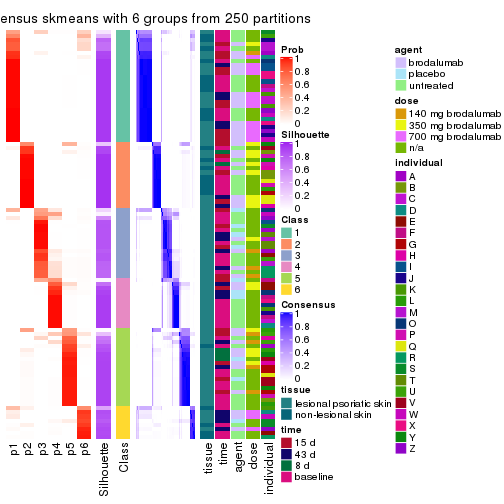 ensus skmeans with 6 groups from 250 partitions
p1
p2
p3
p4
p5
p6
Silhouette
Class
tissue
time
agent
dose
individual
Prob
1
0.8
0.6
0.4
0.2
0
Silhouette
1
0.8
0.6
0.4
0.2
0
Class
1
2
3
4
5
6
Consensus
1
0.8
0.6
0.4
0.2
0
tissue
lesional psoriatic skin
non-lesional skin
time
15 d
43 d
8 d
baseline
agent
brodalumab
placebo
untreated
dose
140 mg brodalumab
350 mg brodalumab
700 mg brodalumab
n/a
individual
A
B
C
D
E
F
G
H
I
J
K
L
M
O
P
Q
R
S
T
U
V
W
X
Y
Z